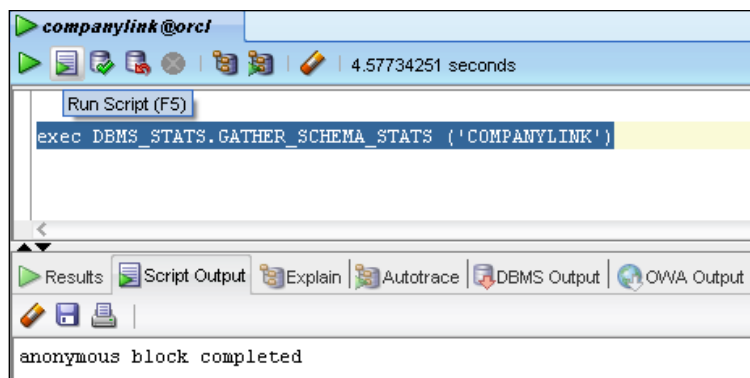 companylink@orcl
4.57734251 seconds
Run Script (F5)
exec DBMS_STATS.GATHER_SCHEMA_STATS ('COMPANYLINK')
Results Script Output Explain Autotrace DBMS Output OWA Output
anonymous block completed